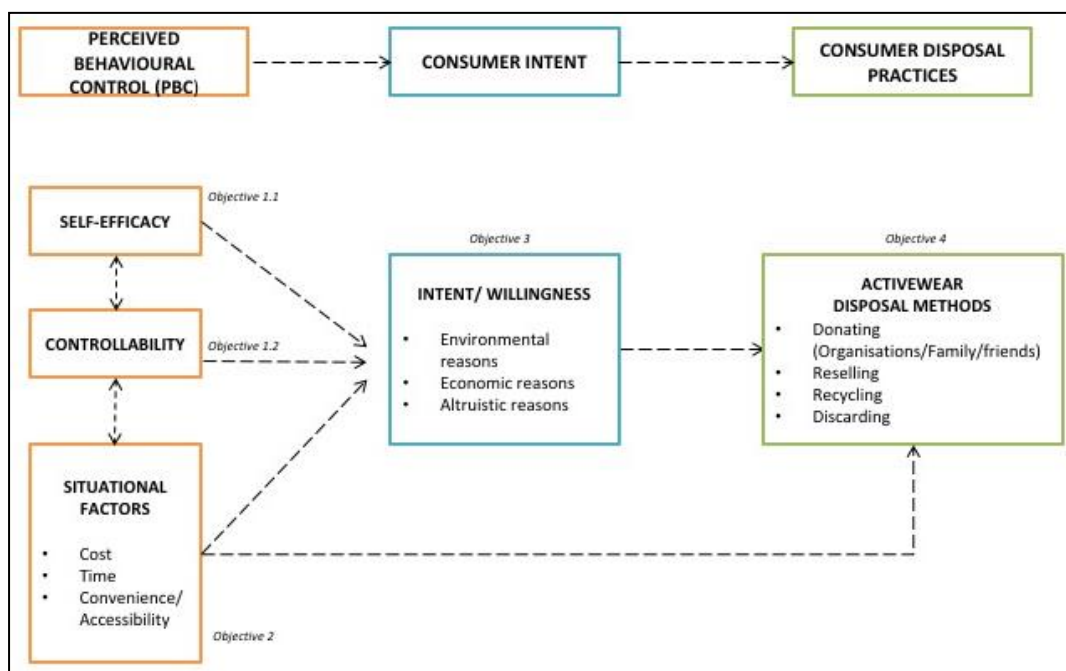 PERCEIVED
BEHAVIOURAL
CONTROL (PBC)
CONSUMER INTENT
CONSUMER DISPOSAL
PRACTICES
Objective 1.1
SELF-EFFICACY
Objective 1.2
CONTROLLABILITY
SITUATIONAL
FACTORS
• Cost
• Time
• Convenience/
Accessibility
Objective 2
Objective 3
INTENT/ WILLINGNESS
• Environmental
reasons
• Economic reasons
• Altruistic reasons
Objective 4
ACTIVEWEAR
DISPOSAL METHODS
• Donating
(Organisations/Family/friends)
• Reselling
• Recycling
• Discarding